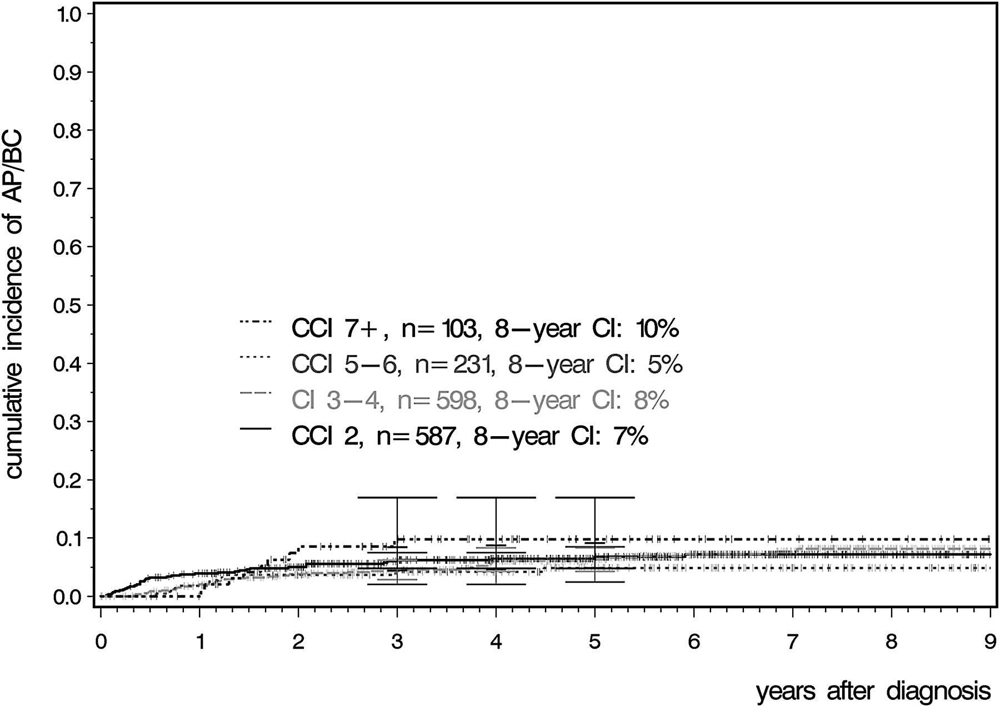 1.0
0.9
0.8
0.7
0.6
0.5
0.4
0.3
0.2
0.1
0.0
cumulative incidence of AP/BC
CCI 7+, n=103, 8-year CI: 10%
CCI 5-6, n=231, 8-year CI: 5%
CI 3-4, n=598, 8-year CI: 8%
CCI 2, n=587, 8-year CI: 7%
0 1 2 3 4 5 6 7 8 9
years after diagnosis